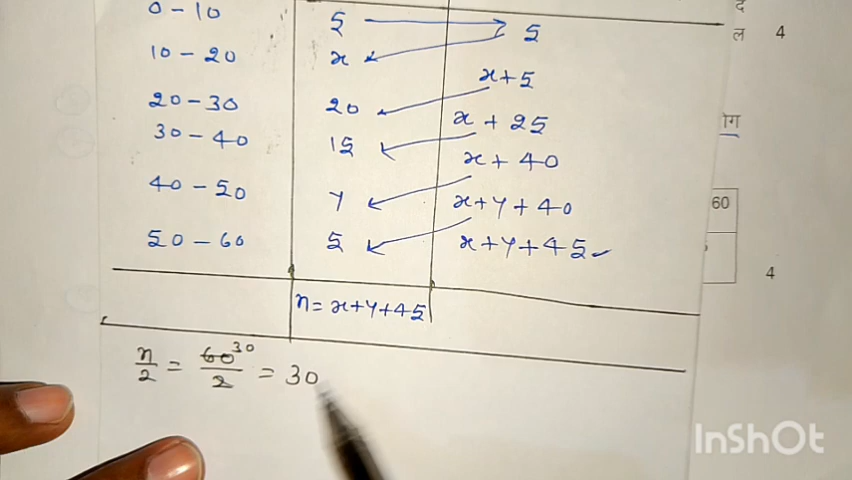 0-10 5 5
10-20 x x+5
20-30 20 x+25
30-40 15 x+40
40-50 y x+y+40
50-60 5 x+y+45
n=x+y+45
n/2 = 60/2 30 = 30
द
ल 4
ोग
60
4
InShOt